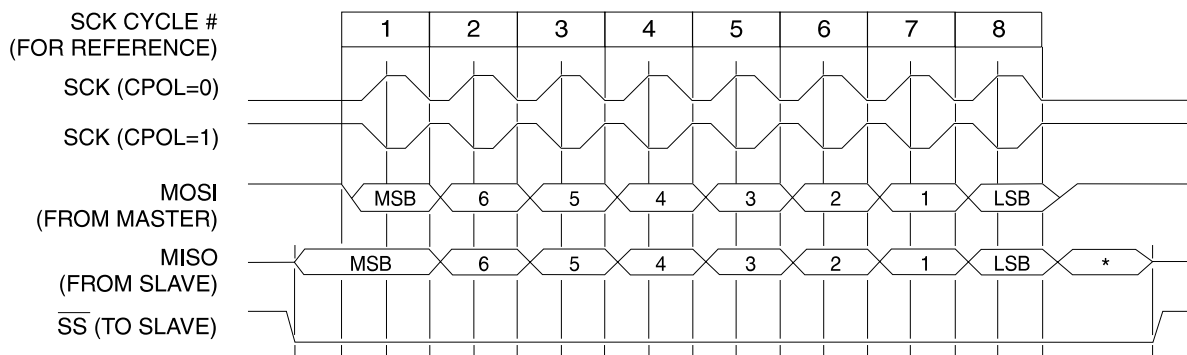 SCK CYCLE #
(FOR REFERENCE)
1 2 3 4 5 6 7 8
SCK (CPOL=0)
SCK (CPOL=1)
MOSI
(FROM MASTER)
MSB 6 5 4 3 2 1 LSB
MISO
(FROM SLAVE)
MSB 6 5 4 3 2 1 LSB *
SS (TO SLAVE)